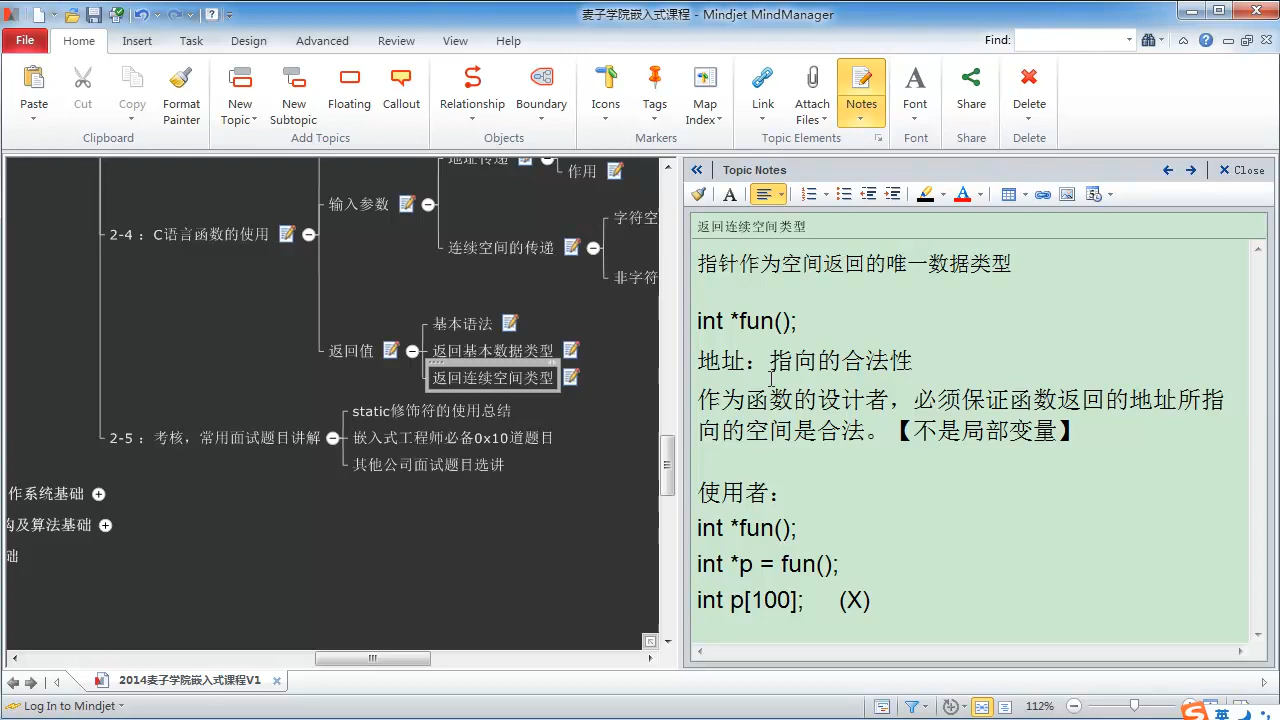 麦子学院嵌入式课程 - Mindjet MindManager
File Home Insert Task Design Advanced Review View Help Find:
Paste Cut Copy Format Painter New Topic New Subtopic Floating Callout Relationship Boundary Icons Tags Map Index Link Attach Files Notes Font Share Delete
Clipboard Add Topics Objects Markers Topic Elements Font Share Delete
地址传递
作用
输入参数
字符空
2-4 : C语言函数的使用
连续空间的传递
非字符
基本语法
返回值
返回基本数据类型
返回连续空间类型
static修饰符的使用总结
2-5 : 考核，常用面试题目讲解
嵌入式工程师必备0x10道题目
其他公司面试题目选讲
作系统基础
构及算法基础
础
Topic Notes Close
返回连续空间类型
指针作为空间返回的唯一数据类型
int *fun();
地址：指向的合法性
作为函数的设计者，必须保证函数返回的地址所指
向的空间是合法。【不是局部变量】
使用者：
int *fun();
int *p = fun();
int p[100]; (X)
2014麦子学院嵌入式课程V1
Log In to Mindjet
112%
英